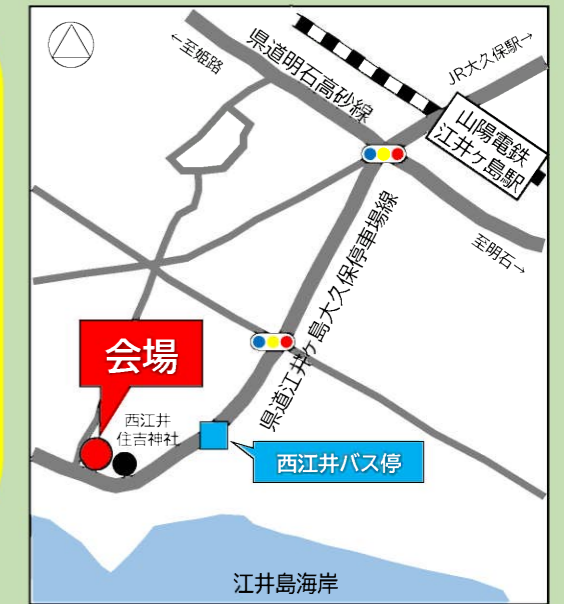 ←至姫路
県道明石高砂線
JR大久保駅→
山陽電鉄
江井ヶ島駅
至明石→
県道江井ヶ島大久保停車場線
会場
西江井
住吉神社
西江井バス停
江井島海岸